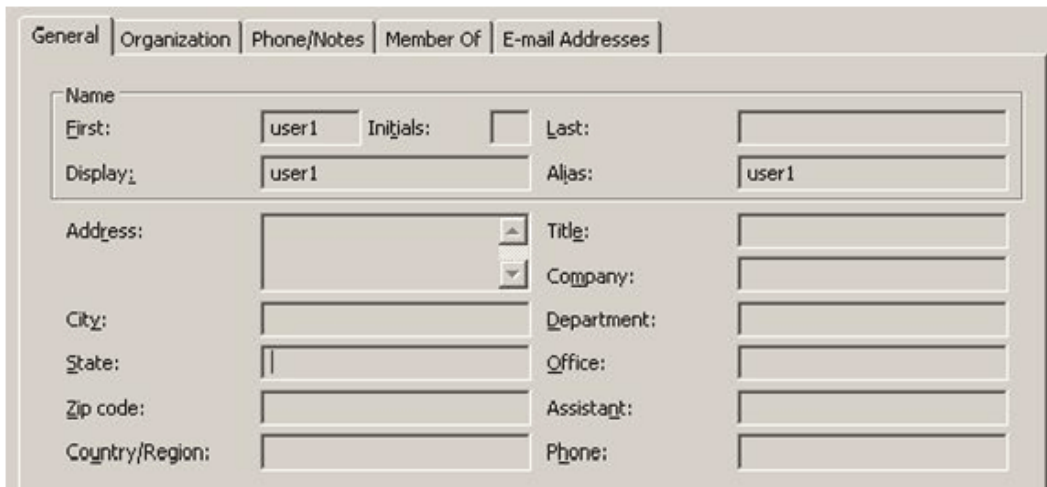 General Organization Phone/Notes Member Of E-mail Addresses
Name
First: user1 Initials: Last:
Display: user1 Alias: user1
Address: Title:
Company:
City: Department:
State: Office:
Zip code: Assistant:
Country/Region: Phone: